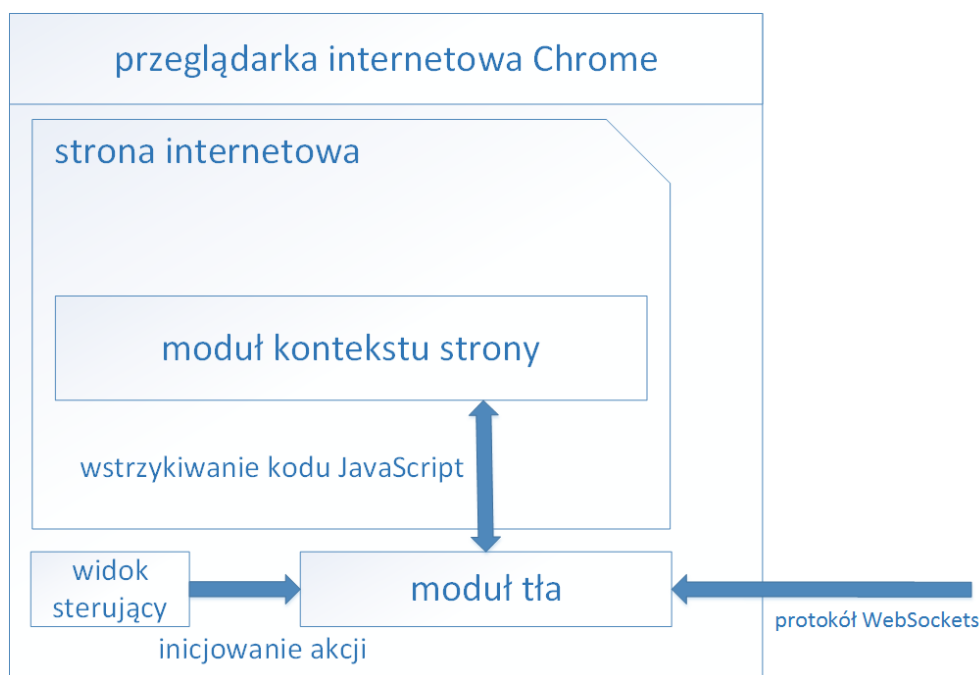 przeglądarka internetowa Chrome
strona internetowa
moduł kontekstu strony
wstrzykiwanie kodu JavaScript
widok
sterujący
moduł tła
protokół WebSockets
inicjowanie akcji